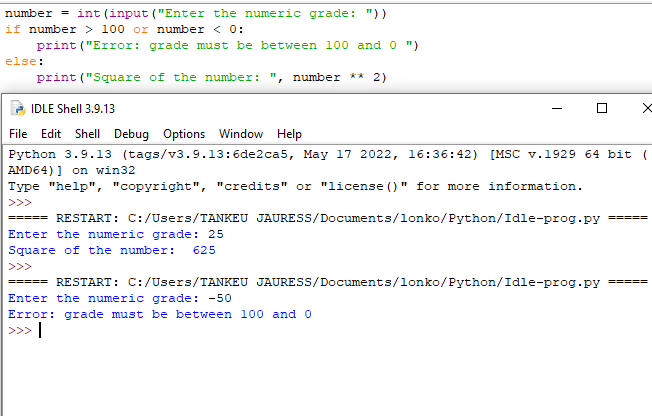 number = int(input("Enter the numeric grade: "))
if number > 100 or number < 0:
    print("Error: grade must be between 100 and 0 ")
else:
    print("Square of the number: ", number ** 2)
IDLE Shell 3.9.13
File Edit Shell Debug Options Window Help
Python 3.9.13 (tags/v3.9.13:6de2ca5, May 17 2022, 16:36:42) [MSC v.1929 64 bit (
AMD64)] on win32
Type "help", "copyright", "credits" or "license()" for more information.
>>>
===== RESTART: C:/Users/TANKEU JAURESS/Documents/lonko/Python/Idle-prog.py =====
Enter the numeric grade: 25
Square of the number:  625
>>>
===== RESTART: C:/Users/TANKEU JAURESS/Documents/lonko/Python/Idle-prog.py =====
Enter the numeric grade: -50
Error: grade must be between 100 and 0
>>>